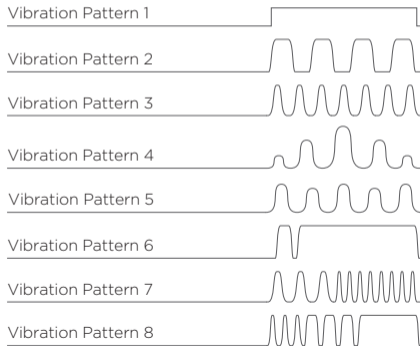 Vibration Pattern 1
Vibration Pattern 2
Vibration Pattern 3
Vibration Pattern 4
Vibration Pattern 5
Vibration Pattern 6
Vibration Pattern 7
Vibration Pattern 8